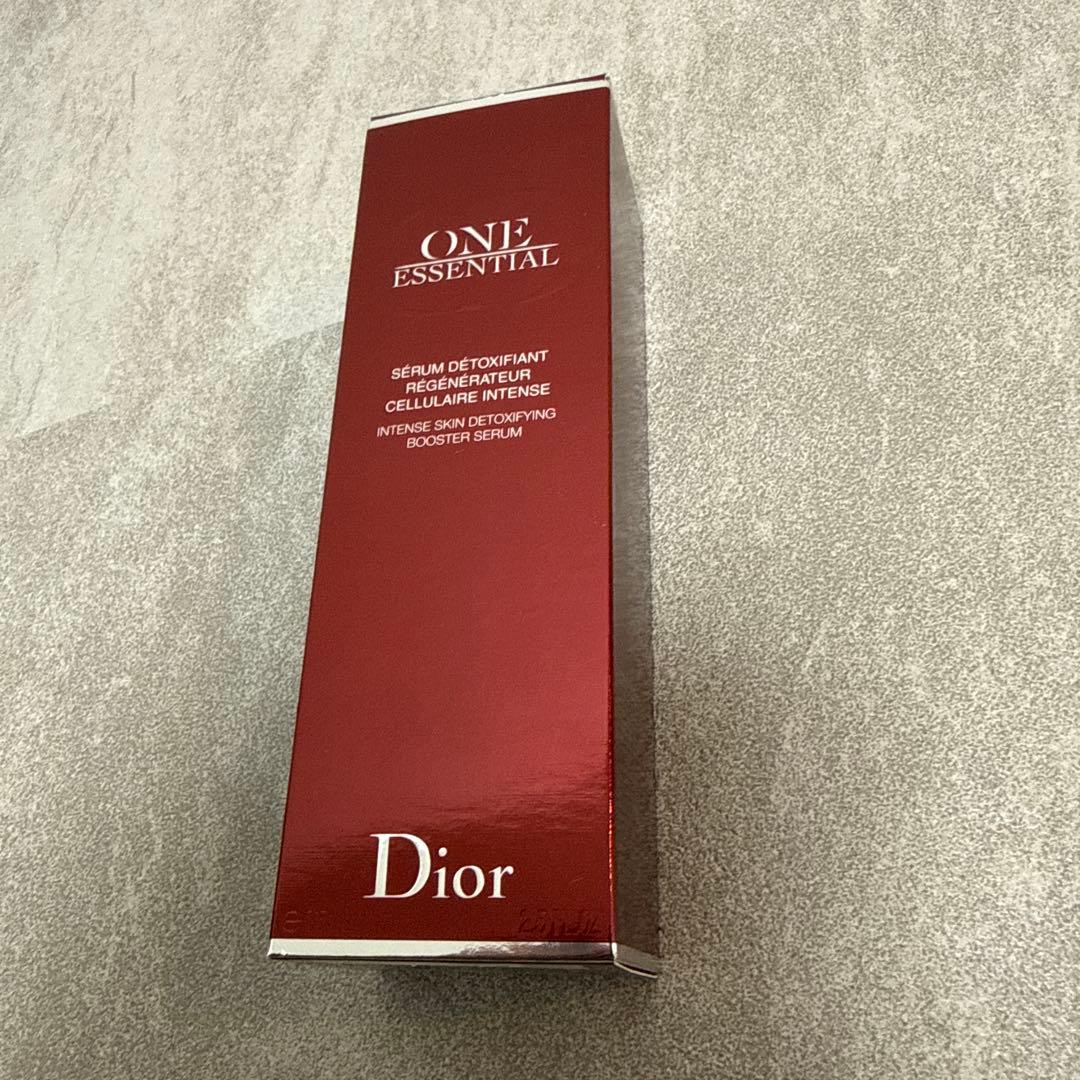 ONE
ESSENTIAL
SÉRUM DÉTOXIFIANT
RÉGÉNÉRATEUR
CELLULAIRE INTENSE
INTENSE SKIN DETOXIFYING
BOOSTER SERUM
Dior